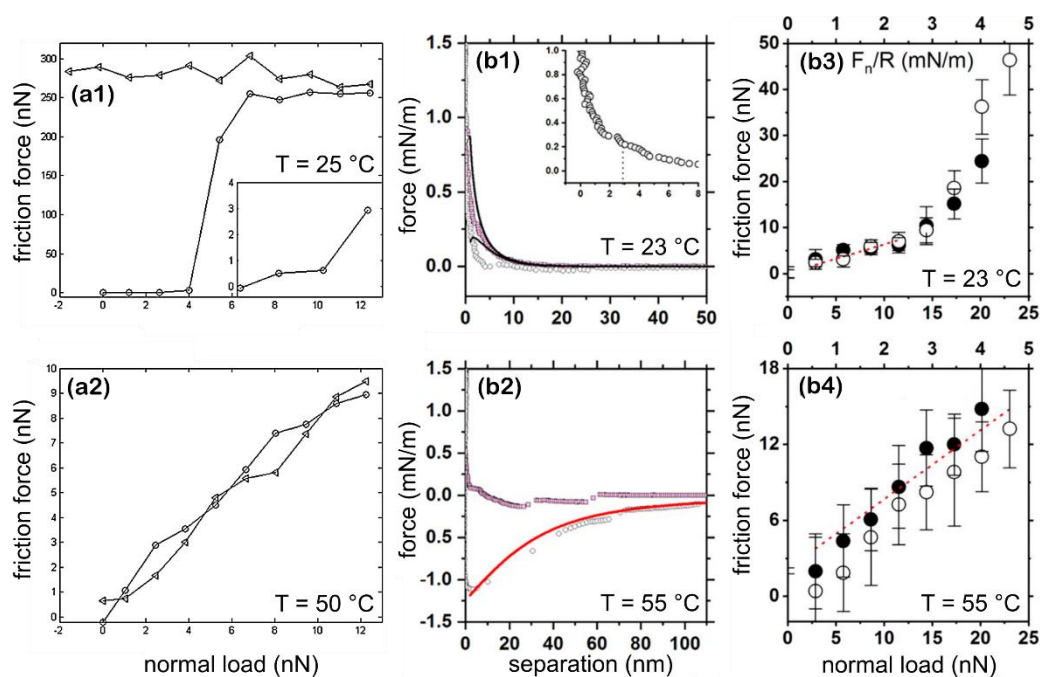 (a1)
friction force (nN)
300
250
200
150
100
50
0
T = 25 °C
4
3
2
1
0
-2 0 2 4 6 8 10 12
(a2)
friction force (nN)
10
9
8
7
6
5
4
3
2
1
0
T = 50 °C
-2 0 2 4 6 8 10 12
normal load (nN)
(b1)
force (mN/m)
1.5
1.0
0.5
0.0
1.0
0.8
0.6
0.4
0.2
0.0
0 2 4 6 8
T = 23 °C
0 10 20 30 40 50
(b2)
force (mN/m)
1.5
1.0
0.5
0.0
-0.5
-1.0
-1.5
T = 55 °C
0 20 40 60 80 100
separation (nm)
0 1 2 3 4 5
(b3)
Fn/R (mN/m)
friction force (nN)
50
40
30
20
10
0
T = 23 °C
0 5 10 15 20 25
0 1 2 3 4 5
(b4)
friction force (nN)
18
12
6
0
T = 55 °C
0 5 10 15 20 25
normal load (nN)